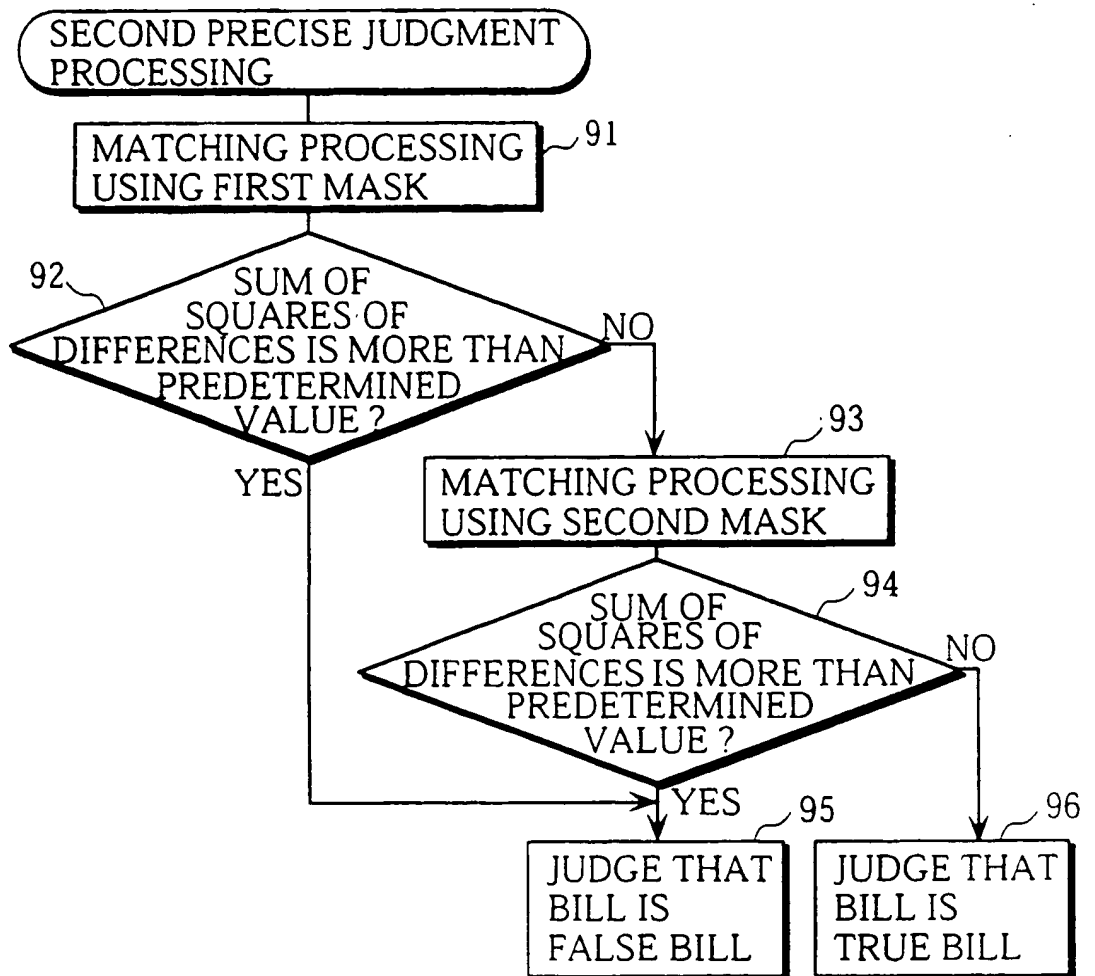 SECOND PRECISE JUDGMENT
PROCESSING
91
MATCHING PROCESSING
USING FIRST MASK
92
SUM OF
SQUARES OF
DIFFERENCES IS MORE THAN
PREDETERMINED
VALUE ?
NO
YES
93
MATCHING PROCESSING
USING SECOND MASK
94
SUM OF
SQUARES OF
DIFFERENCES IS MORE THAN
PREDETERMINED
VALUE ?
NO
YES
95
JUDGE THAT
BILL IS
FALSE BILL
96
JUDGE THAT
BILL IS
TRUE BILL